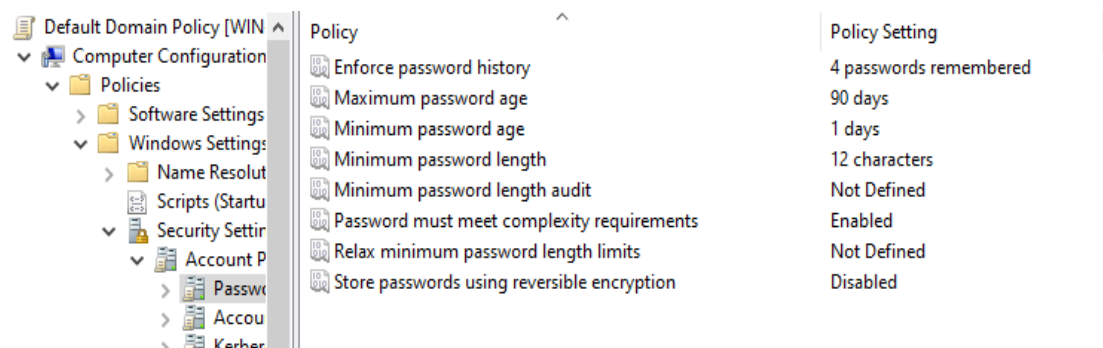 Default Domain Policy [WIN
Computer Configuration
Policies
Software Settings
Windows Settings
Name Resolut
Scripts (Startu
Security Settin
Account P
Passwo
Accou
Kerber
Policy Policy Setting
Enforce password history 4 passwords remembered
Maximum password age 90 days
Minimum password age 1 days
Minimum password length 12 characters
Minimum password length audit Not Defined
Password must meet complexity requirements Enabled
Relax minimum password length limits Not Defined
Store passwords using reversible encryption Disabled